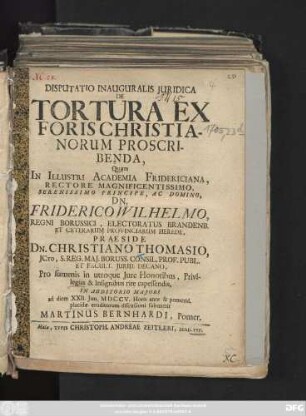 DISPUTATIO INAUGURALIS JURIDICA
DE
TORTURA EX
FORIS CHRISTIA-
NORUM PROSCRI-
BENDA,
Quam
IN ILLUSTRI ACADEMIA FRIDERICIANA,
RECTORE MAGNIFICENTISSIMO,
SERENISSIMO PRINCIPE, AC DOMINO,
DN.
FRIDERICO WILHELMO,
REGNI BORUSSICI, ELECTORATUS BRANDENB.
ET CETERARUM PROVINCIARUM HEREDE,
PRAESIDE
DN. CHRISTIANO THOMASIO,
JCto, S. REG. MAJ. BORUSS. CONSIL. PROF. PUBL.
ET FACULT. JURID. DECANO,
Pro summis in utroque Jure Honoribus, Privi-
legiis & Insignibus rite capessendis,
IN AUDITORIO MAJORI
ad diem XXII. Jun. MDCCV. Horis ante & pomerid.
placidæ eruditorum disquisitioni submittit
MARTINUS BERNHARDI, Pomer.
Halæ, TYPIS CHRISTOPH. ANDREAE ZEITLERI, ACAD. TYP.